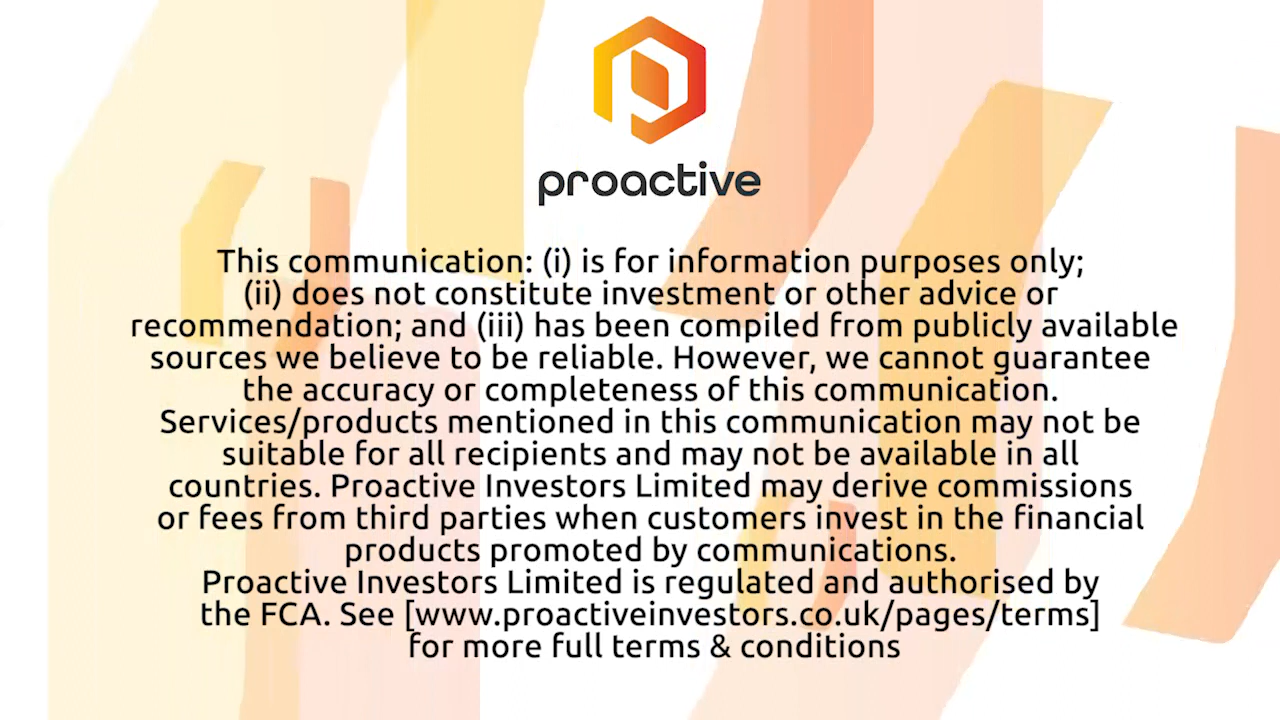 proactive
This communication: (i) is for information purposes only;
(ii) does not constitute investment or other advice or
recommendation; and (iii) has been compiled from publicly available
sources we believe to be reliable. However, we cannot guarantee
the accuracy or completeness of this communication.
Services/products mentioned in this communication may not be
suitable for all recipients and may not be available in all
countries. Proactive Investors Limited may derive commissions
or fees from third parties when customers invest in the financial
products promoted by communications.
Proactive Investors Limited is regulated and authorised by
the FCA. See [www.proactiveinvestors.co.uk/pages/terms]
for more full terms & conditions